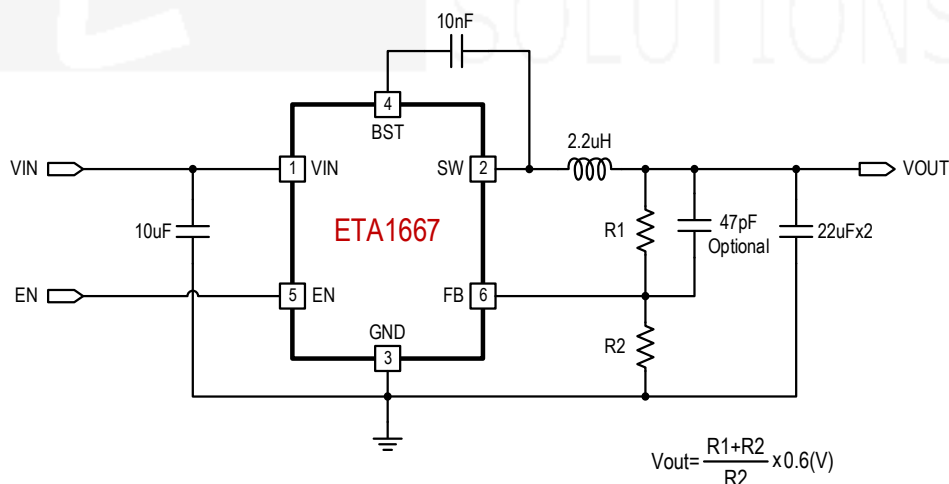 SOLUTIONS
10nF
4
BST
2.2uH
VIN
1
VIN
SW
2
VOUT
10uF
ETA1667
R1
47pF
Optional
22uFx2
EN
5
EN
FB
6
GND
3
R2
Vout=R1+R2/R2×0.6(V)